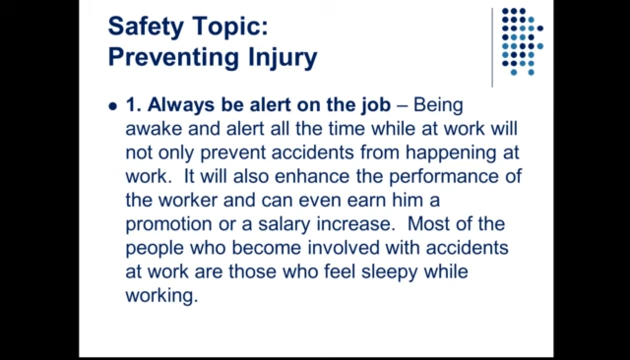 Safety Topic:
Preventing Injury
● 1. Always be alert on the job – Being
awake and alert all the time while at work will
not only prevent accidents from happening at
work.  It will also enhance the performance of
the worker and can even earn him a
promotion or a salary increase.  Most of the
people who become involved with accidents
at work are those who feel sleepy while
working.